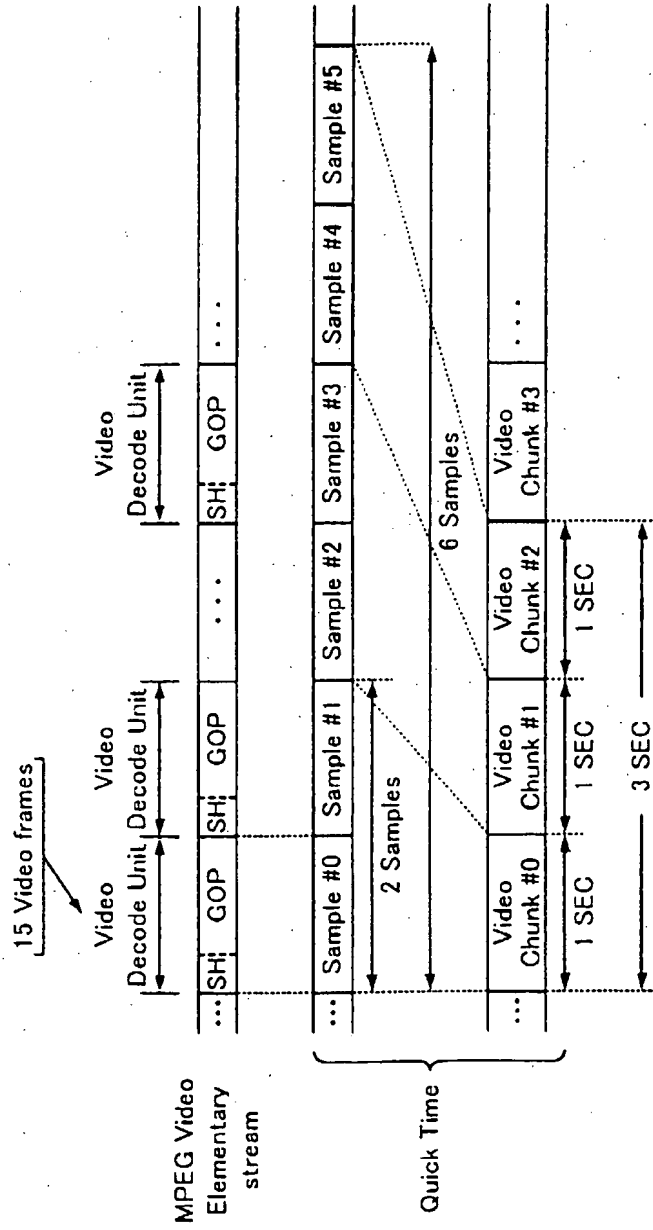 15 Video frames
Video
Decode Unit
Video
Decode Unit
Video
Decode Unit
MPEG Video
Elementary
stream
...
SH
GOP
SH
GOP
...
SH
GOP
...
Quick Time
...
Sample #0
Sample #1
Sample #2
Sample #3
Sample #4
Sample #5
2 Samples
6 Samples
...
Video
Chunk #0
Video
Chunk #1
Video
Chunk #2
Video
Chunk #3
...
1 SEC
1 SEC
1 SEC
3 SEC